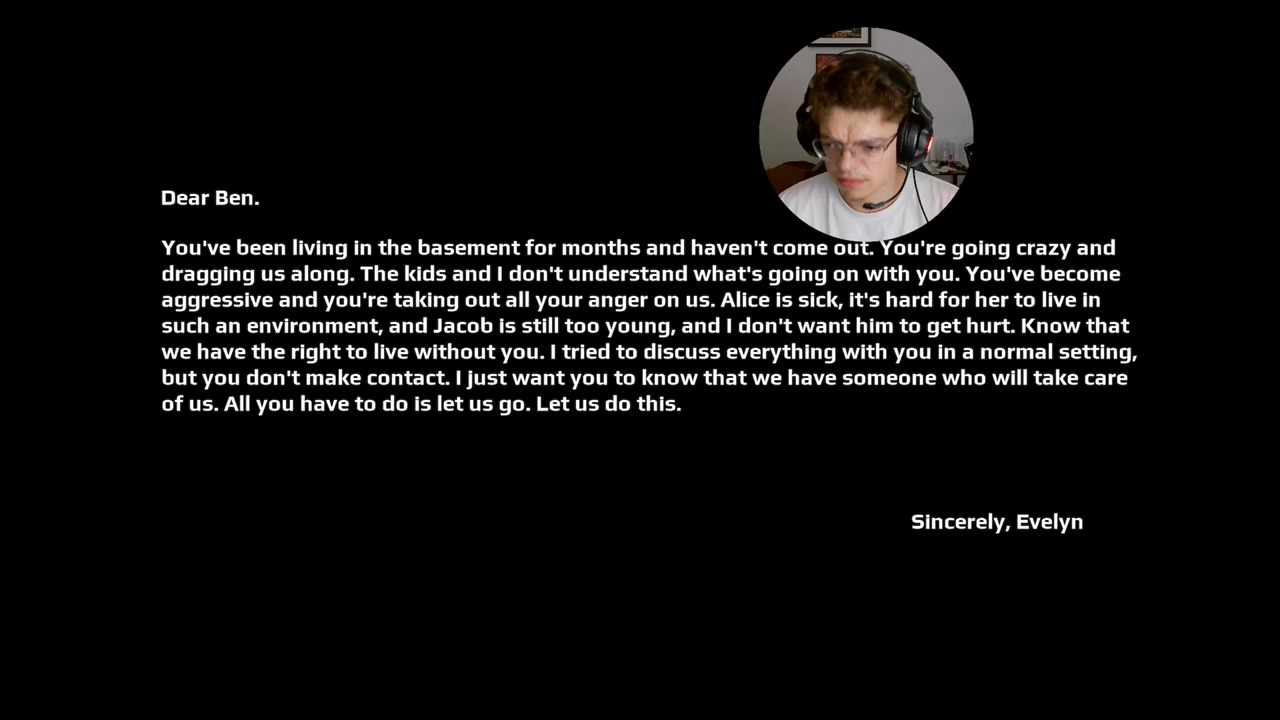 Dear Ben.
You've been living in the basement for months and haven't come out. You're going crazy and
dragging us along. The kids and I don't understand what's going on with you. You've become
aggressive and you're taking out all your anger on us. Alice is sick, it's hard for her to live in
such an environment, and Jacob is still too young, and I don't want him to get hurt. Know that
we have the right to live without you. I tried to discuss everything with you in a normal setting,
but you don't make contact. I just want you to know that we have someone who will take care
of us. All you have to do is let us go. Let us do this.
Sincerely, Evelyn